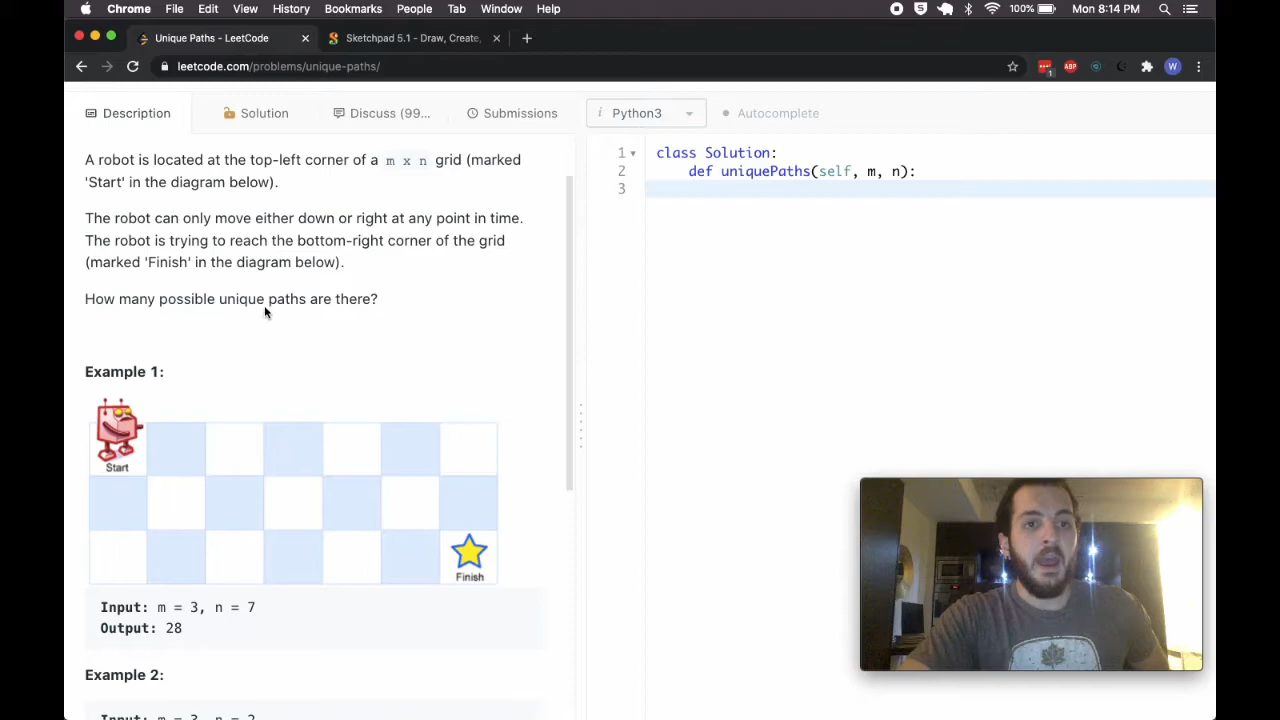 Chrome File Edit View History Bookmarks People Tab Window Help 100% Mon 8:14 PM
Unique Paths - LeetCode Sketchpad 5.1 - Draw, Create,
leetcode.com/problems/unique-paths/ 1 ABP W
Description Solution Discuss (99... Submissions i Python3 Autocomplete
A robot is located at the top-left corner of a m x n grid (marked
'Start' in the diagram below).
The robot can only move either down or right at any point in time.
The robot is trying to reach the bottom-right corner of the grid
(marked 'Finish' in the diagram below).
How many possible unique paths are there?
Example 1:
Start
Finish
Input: m = 3, n = 7
Output: 28
Example 2:
Input: m = 3, n = 2
1 class Solution:
2 def uniquePaths(self, m, n):
3